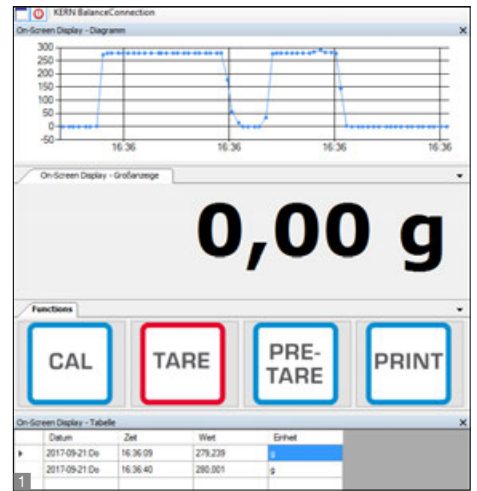 KERN BalanceConnection
On-Screen Display - Diagramm
300
250
200
150
100
50
0
-50
16:36 16:36 16:36 16:36
On-Screen Display - Großanzeige
0,00 g
Functions
CAL TARE PRE-TARE PRINT
On-Screen Display - Tabelle
Datum Zeit Wert Einheit
2017-09-21 Do 16:36:09 279,239 g
2017-09-21 Do 16:36:40 280,001 g
1